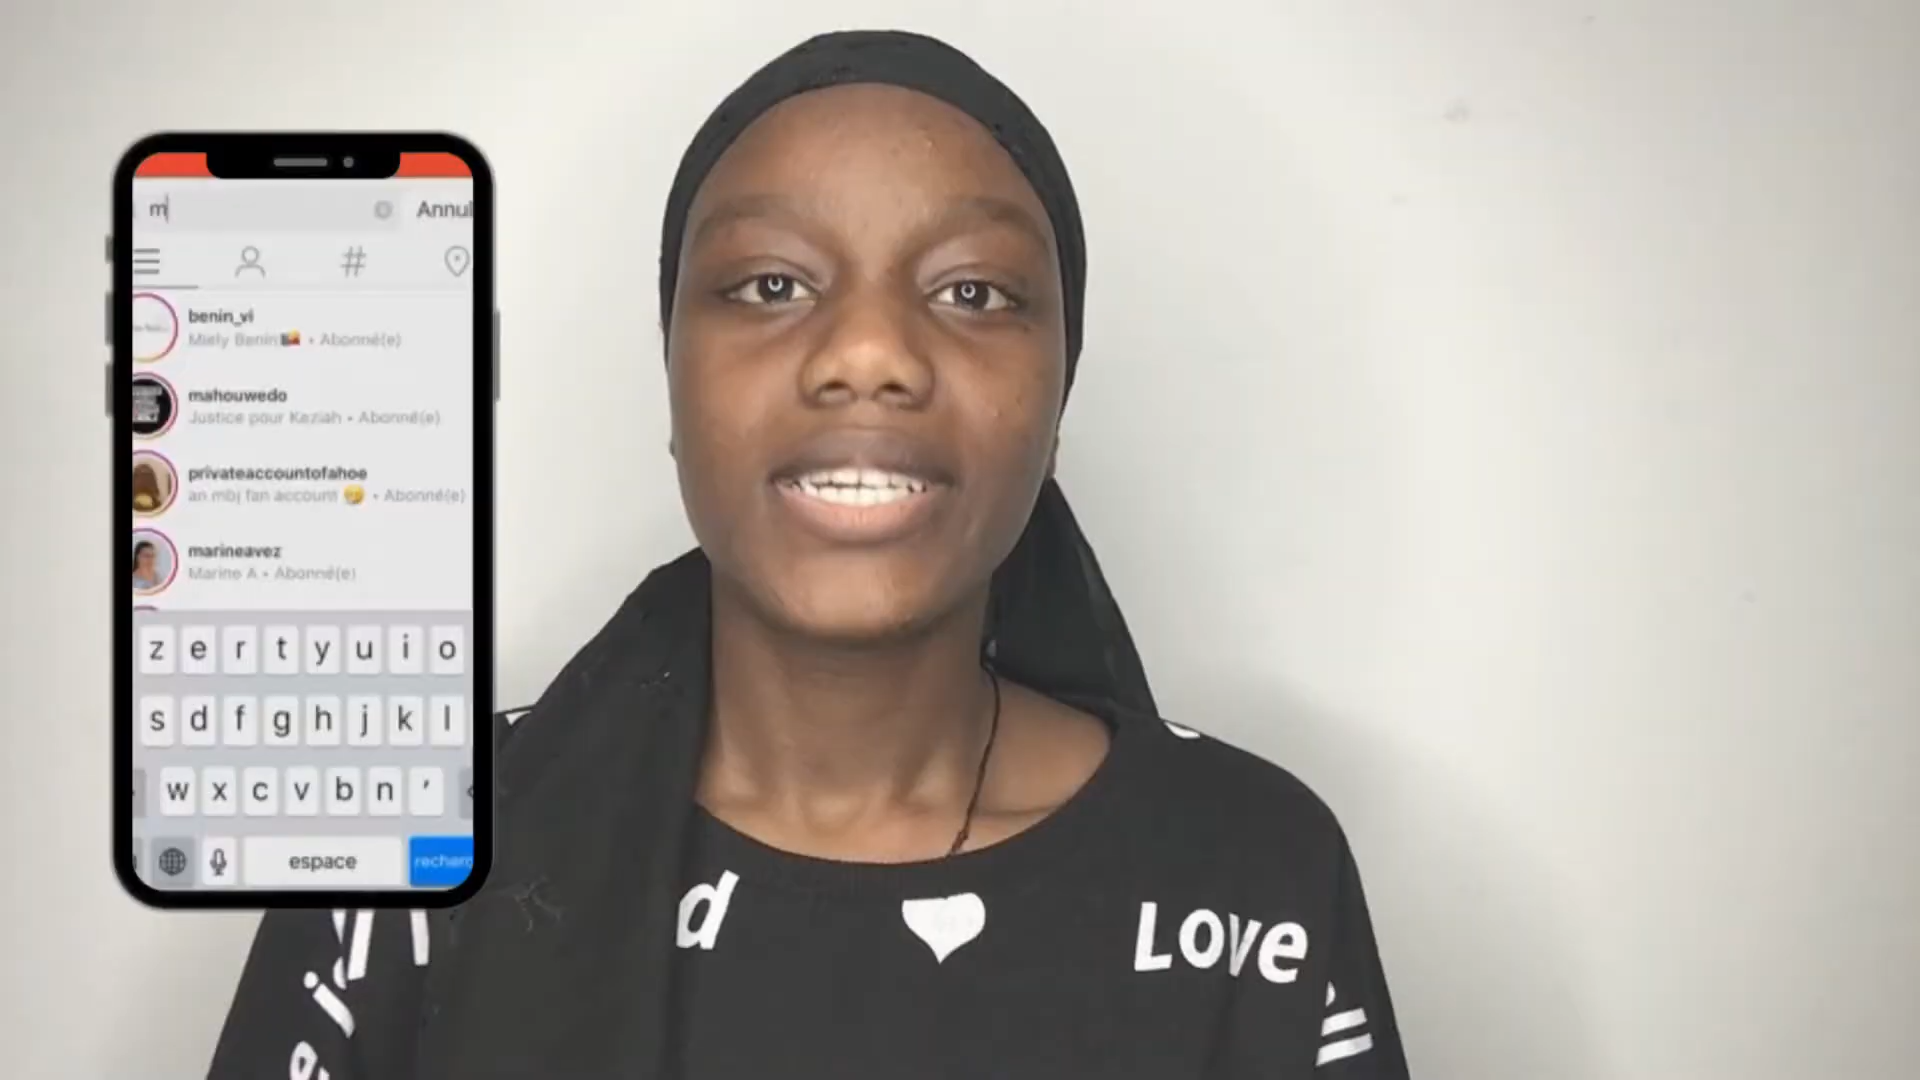 m
Annul
benin_vi
Miely Benin🇧🇯 • Abonné(e)
mahouwedo
Justice pour Keziah • Abonné(e)
privateaccountofahoe
an mbj fan account 🤭 • Abonné(e)
marineavez
Marine A • Abonné(e)
z e r t y u i o
s d f g h j k l
w x c v b n ’
espace
recherc
d ♥ Love